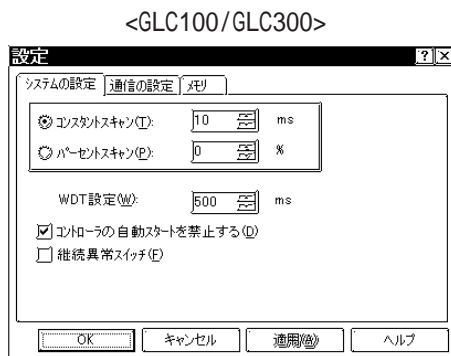 <GLC100/GLC300>
設定 ? ×
システムの設定 通信の設定 メモリ
コンスタントスキャン(T): 10 ms
パーセントスキャン(P): 0 %
WDT設定(W): 500 ms
コントローラの自動スタートを禁止する(D)
継続異常スイッチ(F)
OK キャンセル 適用(A) ヘルプ